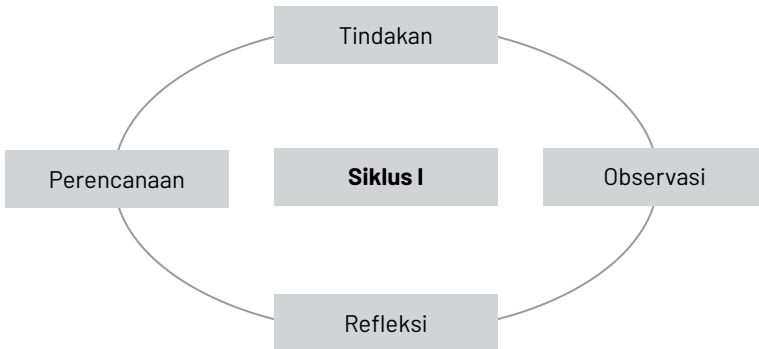 Tindakan
Perencanaan
Siklus I
Observasi
Refleksi